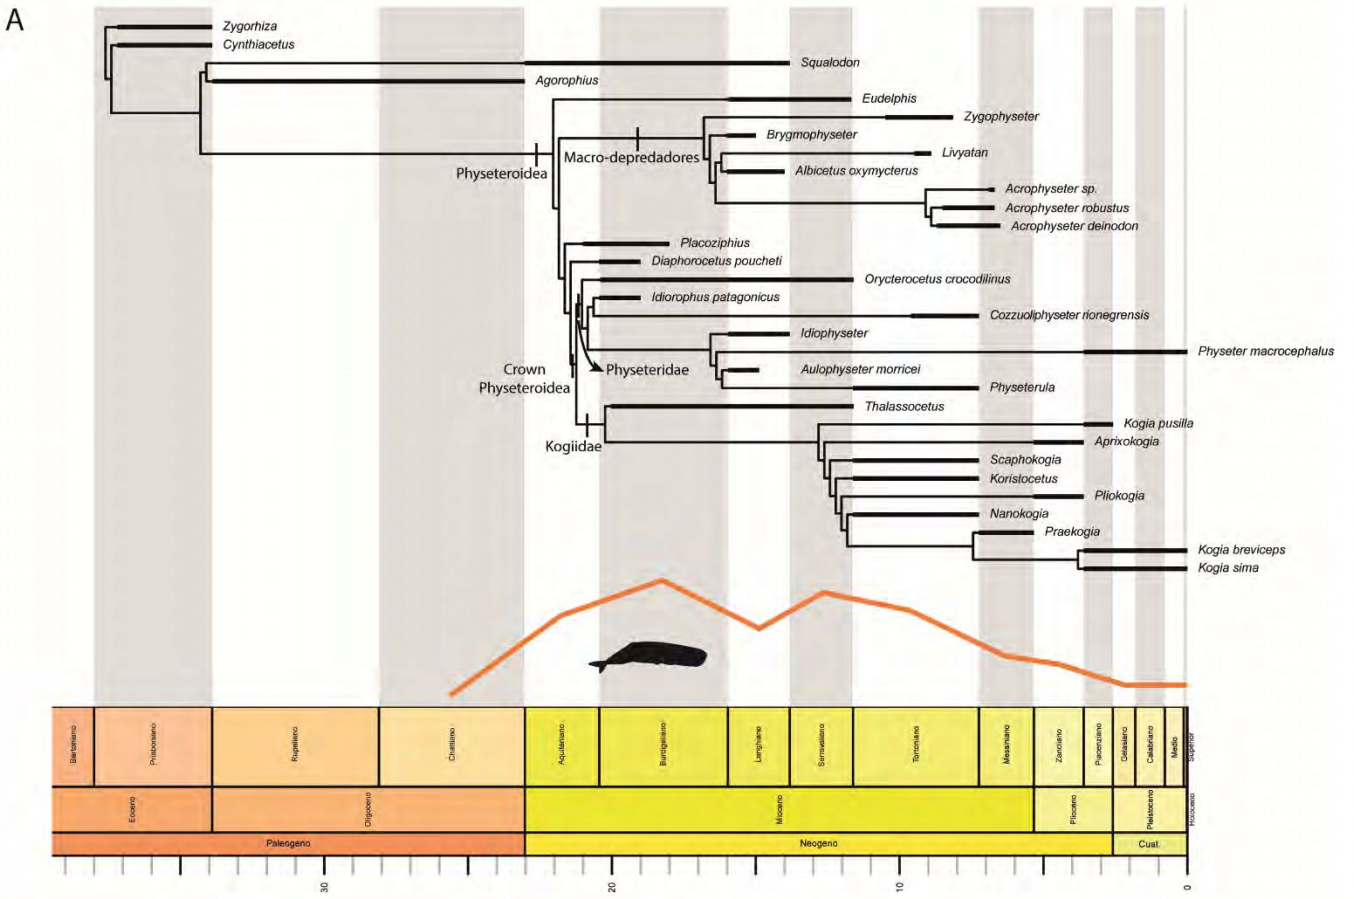 A
Zygorhiza
Cynthiacetus
Squalodon
Agorophius
Eudelphis
Zygophyseter
Brygmophyseter
Macro-depredadores
Livyatan
Physeteroidea
Albicetus oxymycterus
Acrophyseter sp.
Acrophyseter robustus
Acrophyseter deinodon
Placoziphius
Diaphorocetus poucheti
Orycterocetus crocodilinus
Idiorophus patagonicus
Cozzuoliphyseter rionegrensis
Idiophyseter
Physeter macrocephalus
Crown
Physeteroidea
Physeteridae
Aulophyseter morricei
Physeterula
Thalassocetus
Kogia pusilla
Kogiidae
Aprixokogia
Scaphokogia
Koristocetus
Pliokogia
Nanokogia
Praekogia
Kogia breviceps
Kogia sima
Bartoniano
Priaboniano
Rupeliano
Chattiano
Aquitaniano
Burdigaliano
Langhiano
Serravaliano
Tortoniano
Messiniano
Zancliano
Piacenziano
Gelasiano
Calabriano
Medio
Superior
Eoceno
Oligoceno
Mioceno
Plioceno
Pleistoceno
Holoceno
Paleogeno
Neogeno
Cuat.
30
20
10
0